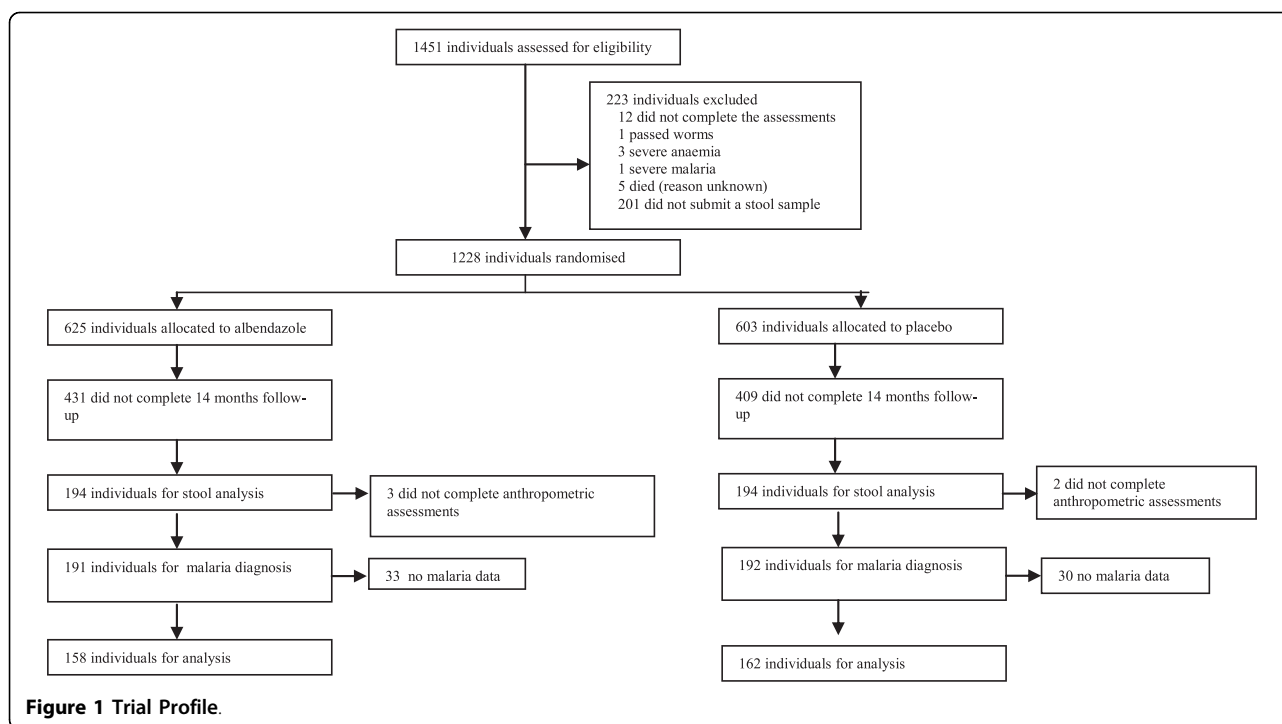 1451 individuals assessed for eligibility
223 individuals excluded
12 did not complete the assessments
1 passed worms
3 severe anaemia
1 severe malaria
5 died (reason unknown)
201 did not submit a stool sample
1228 individuals randomised
625 individuals allocated to albendazole
431 did not complete 14 months follow-
up
194 individuals for stool analysis
3 did not complete anthropometric
assessments
191 individuals for malaria diagnosis
33 no malaria data
158 individuals for analysis
603 individuals allocated to placebo
409 did not complete 14 months follow-
up
194 individuals for stool analysis
2 did not complete
anthropometric assessments
192 individuals for malaria diagnosis
30 no malaria data
162 individuals for analysis
Figure 1 Trial Profile.